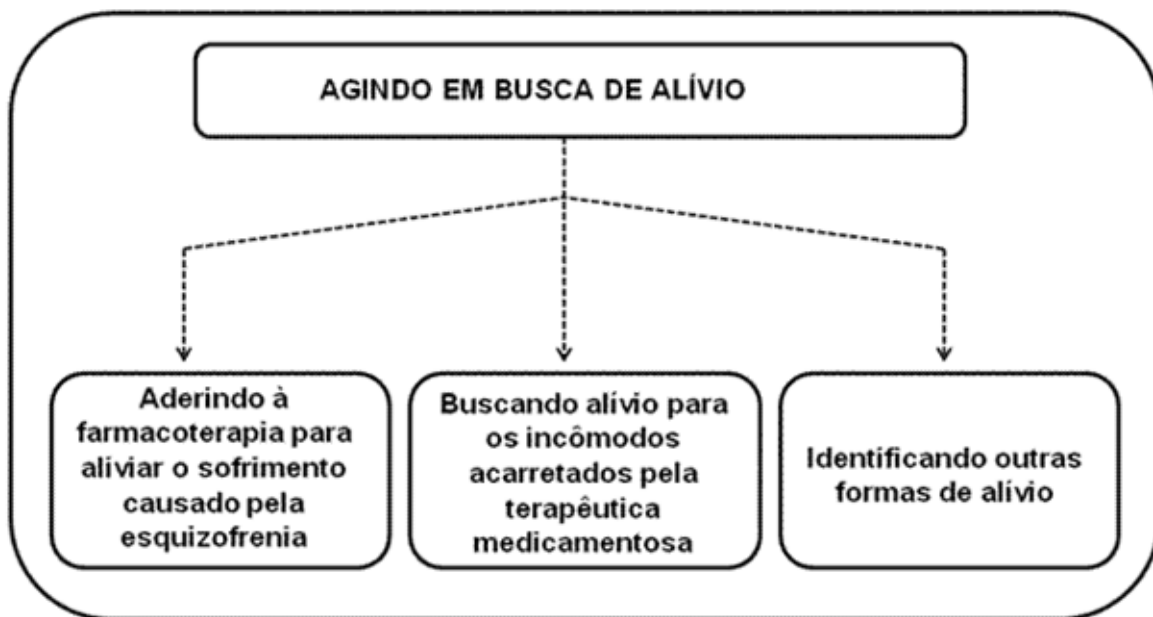 AGINDO EM BUSCA DE ALÍVIO
Aderindo à
farmacoterapia para
aliviar o sofrimento
causado pela
esquizofrenia
Buscando alívio para
os incômodos
acarretados pela
terapêutica
medicamentosa
Identificando outras
formas de alívio